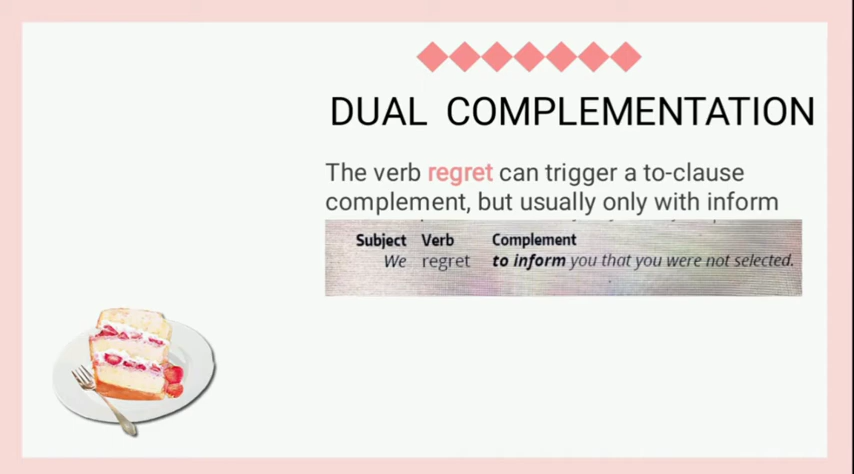 DUAL COMPLEMENTATION
The verb regret can trigger a to-clause
complement, but usually only with inform
Subject Verb Complement
We regret to inform you that you were not selected.